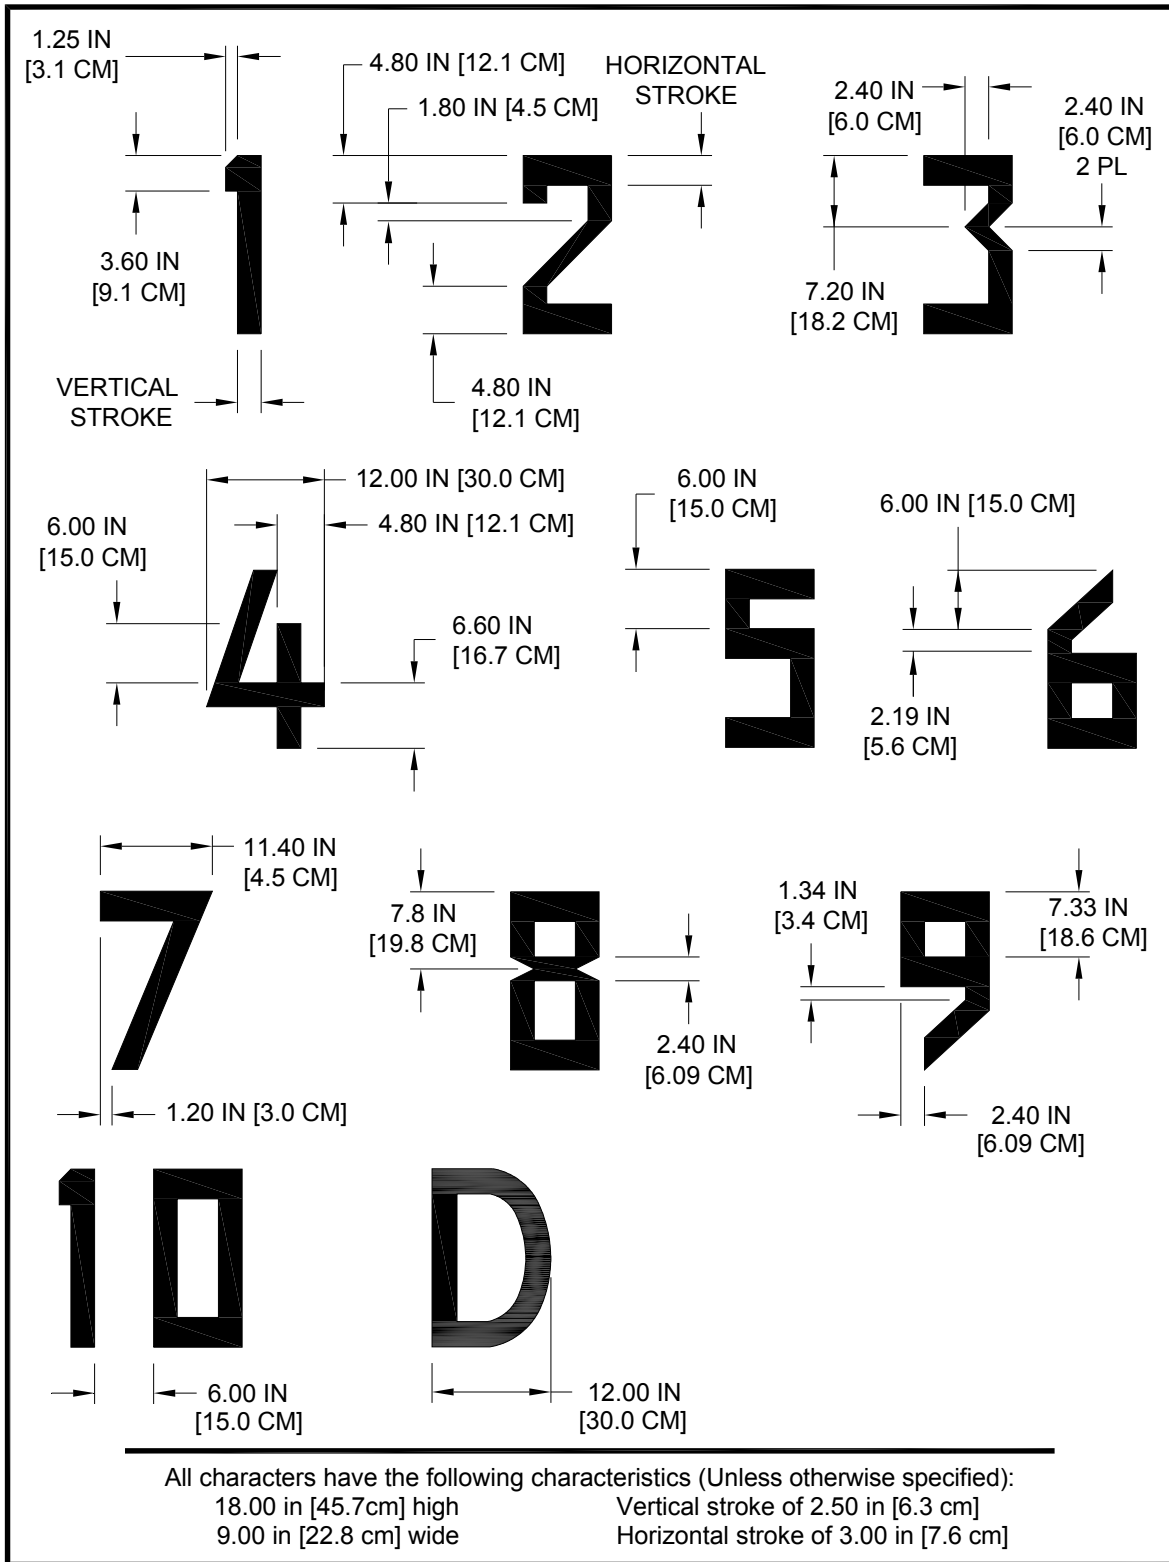 1.25 IN
[3.1 CM]
4.80 IN [12.1 CM]
1.80 IN [4.5 CM]
HORIZONTAL
STROKE
2.40 IN
[6.0 CM]
2.40 IN
[6.0 CM]
2 PL
3.60 IN
[9.1 CM]
7.20 IN
[18.2 CM]
VERTICAL
STROKE
4.80 IN
[12.1 CM]
1
2
3
12.00 IN [30.0 CM]
4.80 IN [12.1 CM]
6.00 IN
[15.0 CM]
6.00 IN
[15.0 CM]
6.00 IN [15.0 CM]
6.60 IN
[16.7 CM]
2.19 IN
[5.6 CM]
4
5
6
11.40 IN
[4.5 CM]
7.8 IN
[19.8 CM]
1.34 IN
[3.4 CM]
7.33 IN
[18.6 CM]
2.40 IN
[6.09 CM]
1.20 IN [3.0 CM]
2.40 IN
[6.09 CM]
7
8
9
10
D
6.00 IN
[15.0 CM]
12.00 IN
[30.0 CM]
All characters have the following characteristics (Unless otherwise specified):
18.00 in [45.7cm] high
Vertical stroke of 2.50 in [6.3 cm]
9.00 in [22.8 cm] wide
Horizontal stroke of 3.00 in [7.6 cm]